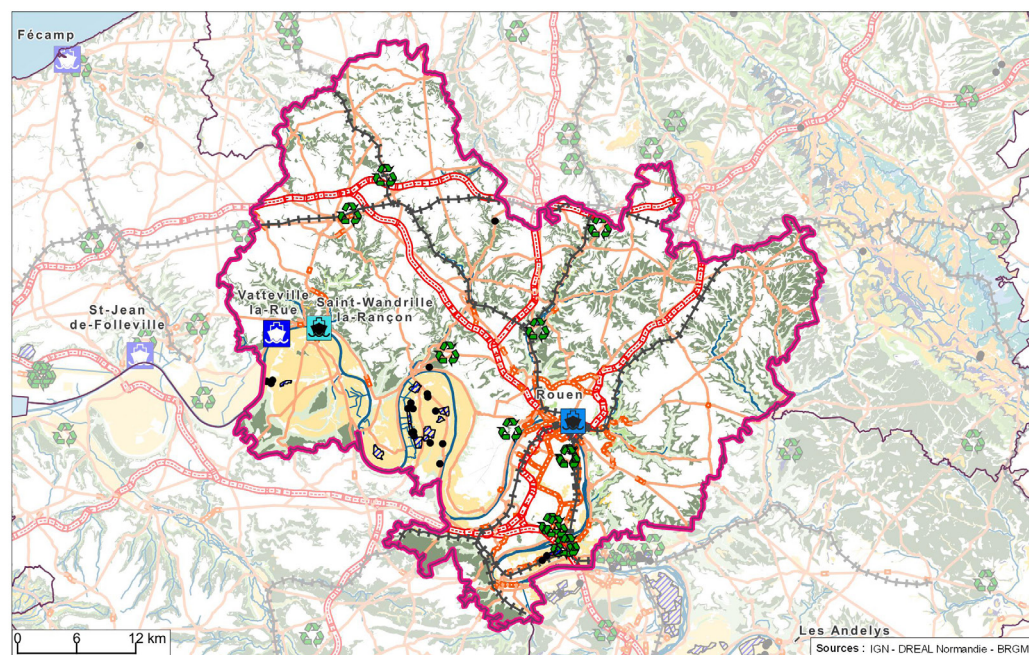 Fécamp
Vatteville
la-Rue
Saint-Wandrille
la-Rançon
St-Jean
de-Folleville
Rouen
Les Andelys
0 6 12 km
Sources : IGN - DREAL Normandie - BRGM